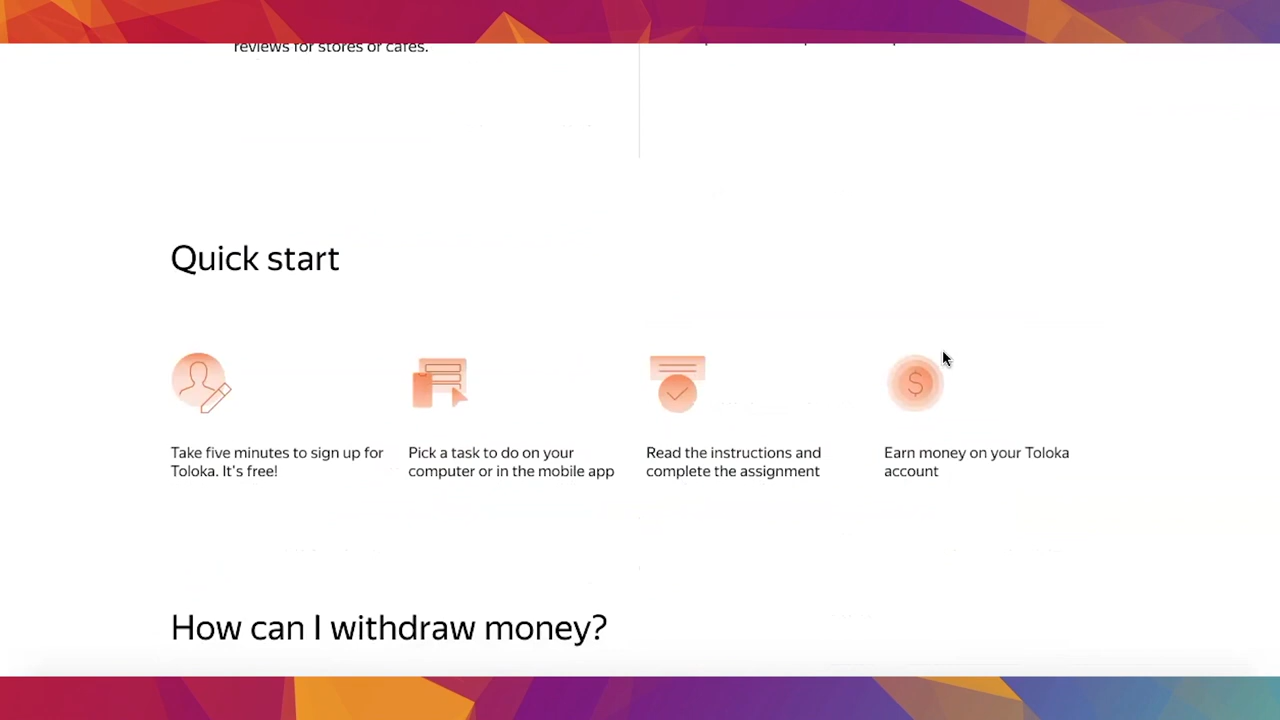 reviews for stores or cafes.
Quick start
Take five minutes to sign up for
Toloka. It's free!
Pick a task to do on your
computer or in the mobile app
Read the instructions and
complete the assignment
Earn money on your Toloka
account
How can I withdraw money?